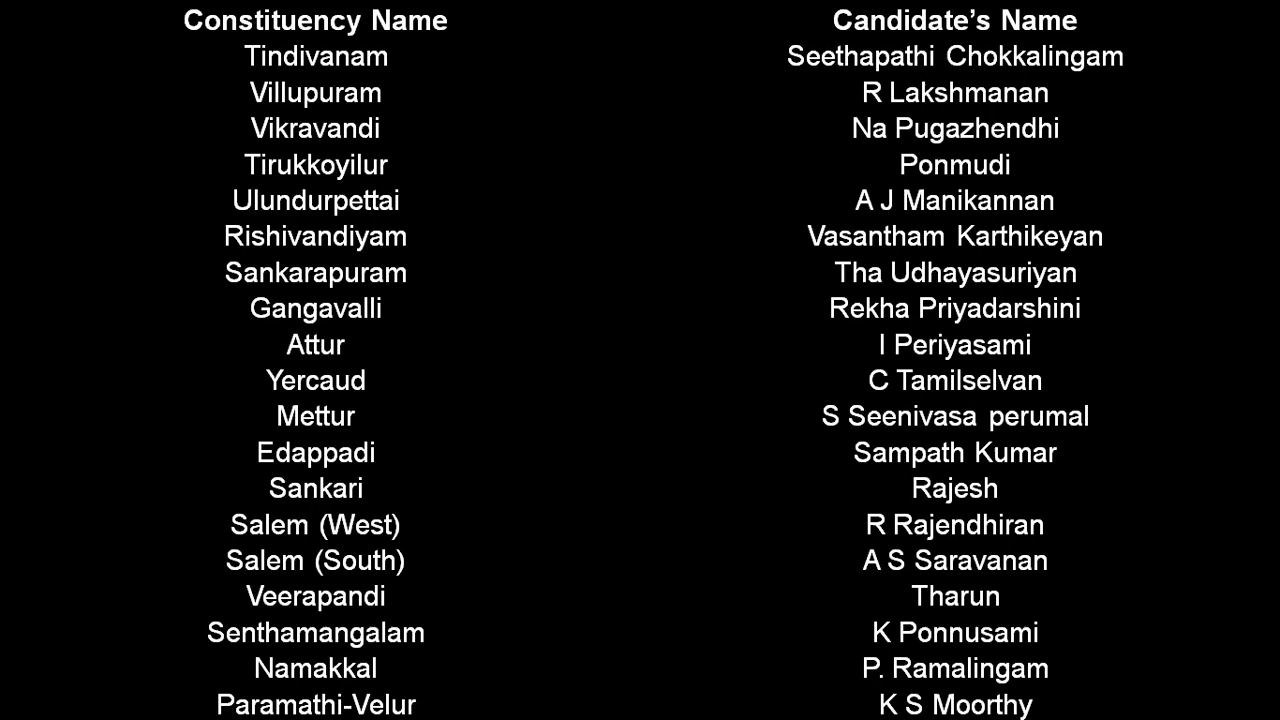 Constituency Name Candidate’s Name
Tindivanam Seethapathi Chokkalingam
Villupuram R Lakshmanan
Vikravandi Na Pugazhendhi
Tirukkoyilur Ponmudi
Ulundurpettai A J Manikannan
Rishivandiyam Vasantham Karthikeyan
Sankarapuram Tha Udhayasuriyan
Gangavalli Rekha Priyadarshini
Attur I Periyasami
Yercaud C Tamilselvan
Mettur S Seenivasa perumal
Edappadi Sampath Kumar
Sankari Rajesh
Salem (West) R Rajendhiran
Salem (South) A S Saravanan
Veerapandi Tharun
Senthamangalam K Ponnusami
Namakkal P. Ramalingam
Paramathi-Velur K S Moorthy